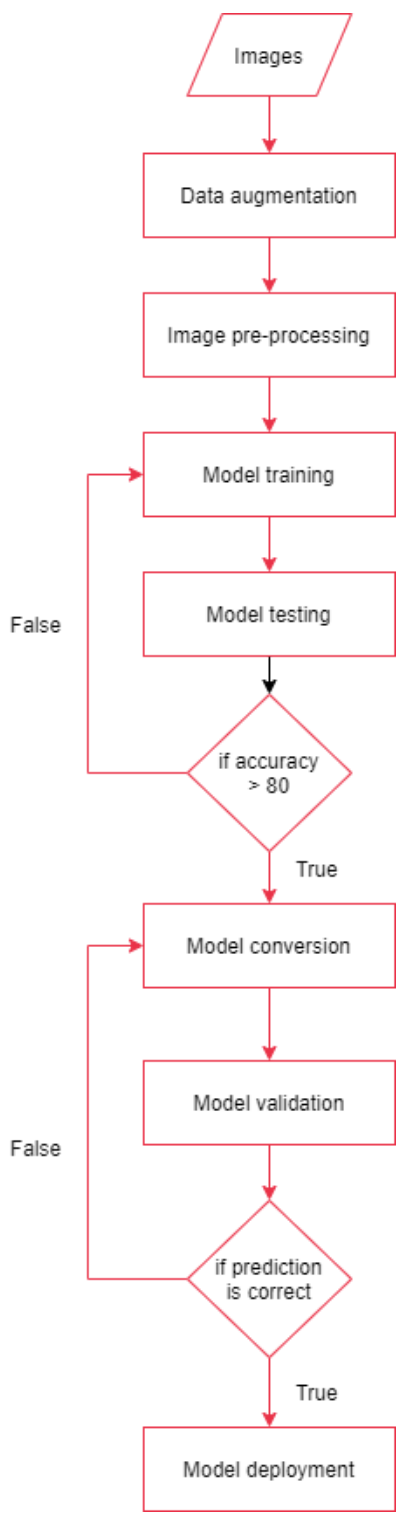 Images
Data augmentation
Image pre-processing
Model training
False
Model testing
if accuracy
> 80
True
Model conversion
Model validation
False
if prediction
is correct
True
Model deployment